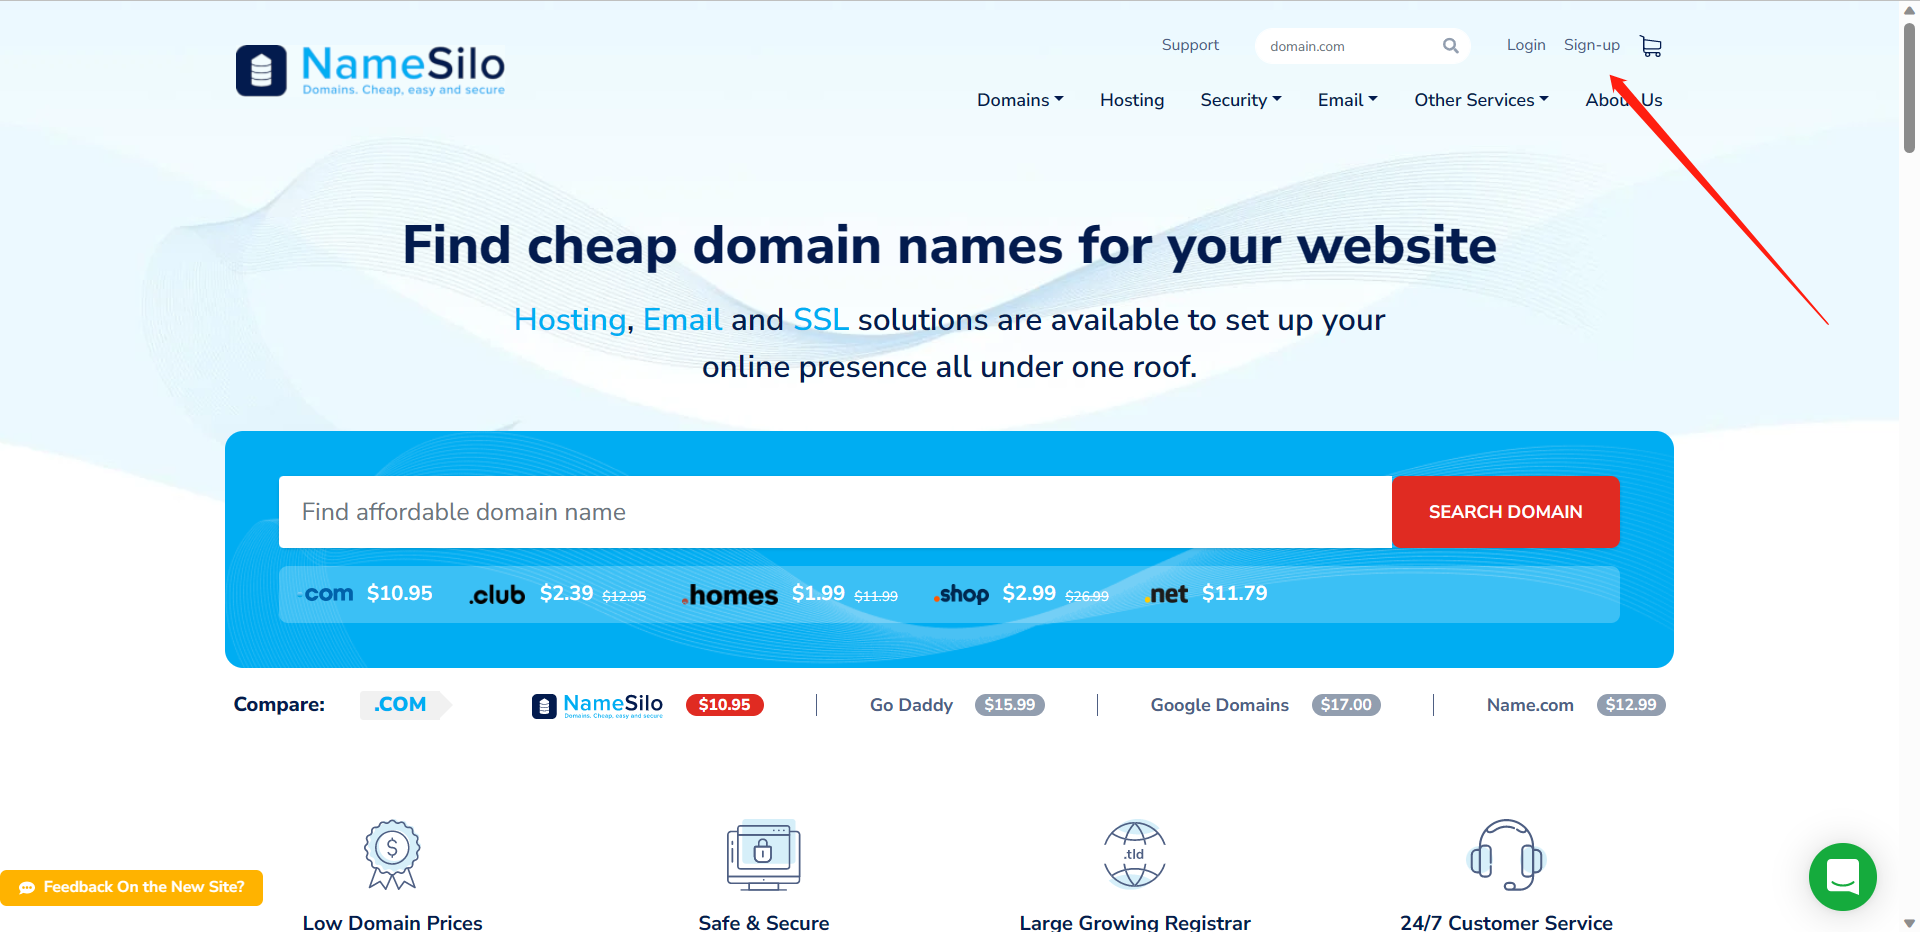 NameSilo
Domains. Cheap, easy and secure
Support
domain.com
Login
Sign-up
Domains
Hosting
Security
Email
Other Services
About Us
Find cheap domain names for your website
Hosting, Email and SSL solutions are available to set up your
online presence all under one roof.
Find affordable domain name
SEARCH DOMAIN
.com $10.95
.club $2.39 $12.95
.homes $1.99 $11.99
.shop $2.99 $26.99
.net $11.79
Compare:
.COM
NameSilo
Domains. Cheap, easy and secure
$10.95
Go Daddy $15.99
Google Domains $17.00
Name.com $12.99
$
.tld
Feedback On the New Site?
Low Domain Prices
Safe & Secure
Large Growing Registrar
24/7 Customer Service